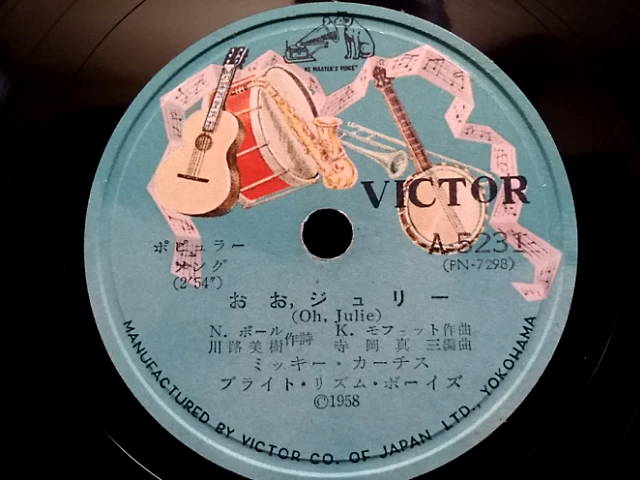 "HIS MASTER'S VOICE"
VICTOR
A-5231
(FN-7298)
ポピュラー
ソング
(2′54″)
おお,ジュリー
(Oh, Julie)
N. ボール 作詩 K. モフェット作曲
川路美樹 寺岡真三編曲
ミッキー・カーチス
ブライト・リズム・ボーイズ
©1958
MANUFACTURED BY VICTOR CO. OF JAPAN LTD., YOKOHAMA